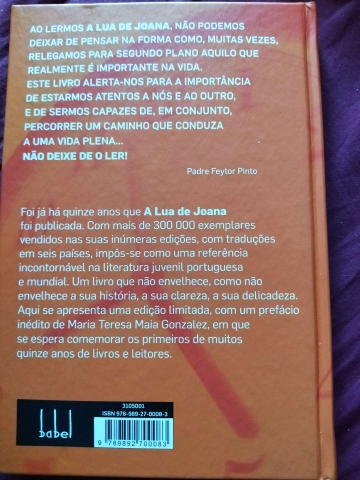 AO LERMOS A LUA DE JOANA, NÃO PODEMOS
DEIXAR DE PENSAR NA FORMA COMO, MUITAS VEZES,
RELEGAMOS PARA SEGUNDO PLANO AQUILO QUE
REALMENTE É IMPORTANTE NA VIDA.
ESTE LIVRO ALERTA-NOS PARA A IMPORTÂNCIA
DE ESTARMOS ATENTOS A NÓS E AO OUTRO,
E DE SERMOS CAPAZES DE, EM CONJUNTO,
PERCORRER UM CAMINHO QUE CONDUZA
A UMA VIDA PLENA...
NÃO DEIXE DE O LER!
Padre Feytor Pinto
Foi já há quinze anos que A Lua de Joana
foi publicada. Com mais de 300 000 exemplares
vendidos nas suas inúmeras edições, com traduções
em seis países, impôs-se como uma referência
incontornável na literatura juvenil portuguesa
e mundial. Um livro que não envelhece, como não
envelhece a sua história, a sua clareza, a sua delicadeza.
Aqui se apresenta uma edição limitada, com um prefácio
inédito de Maria Teresa Maia Gonzalez, em que
se espera comemorar os primeiros de muitos
quinze anos de livros e leitores.
babel
3105001
ISBN 978-989-27-0008-3
9 789892 700083